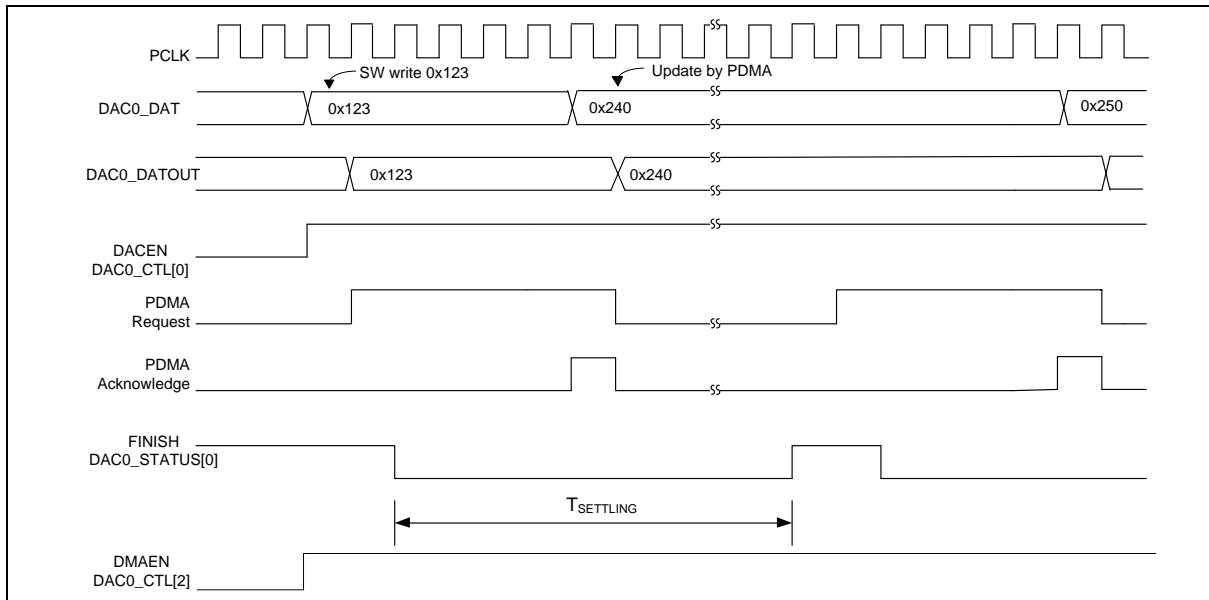 PCLK
SW write 0x123
Update by PDMA
DAC0_DAT
0x123
0x240
0x250
DAC0_DATOUT
0x123
0x240
DACEN
DAC0_CTL[0]
PDMA
Request
PDMA
Acknowledge
FINISH
DAC0_STATUS[0]
TSETTLING
DMAEN
DAC0_CTL[2]